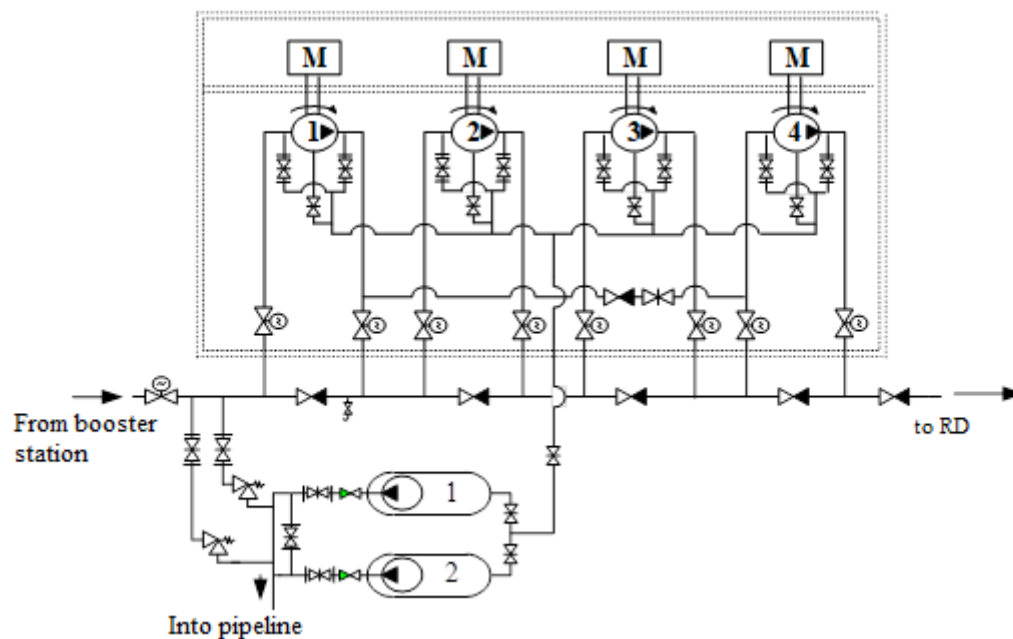 M M M M
1 2 3 4
From booster
station
to RD
1
2
Into pipeline